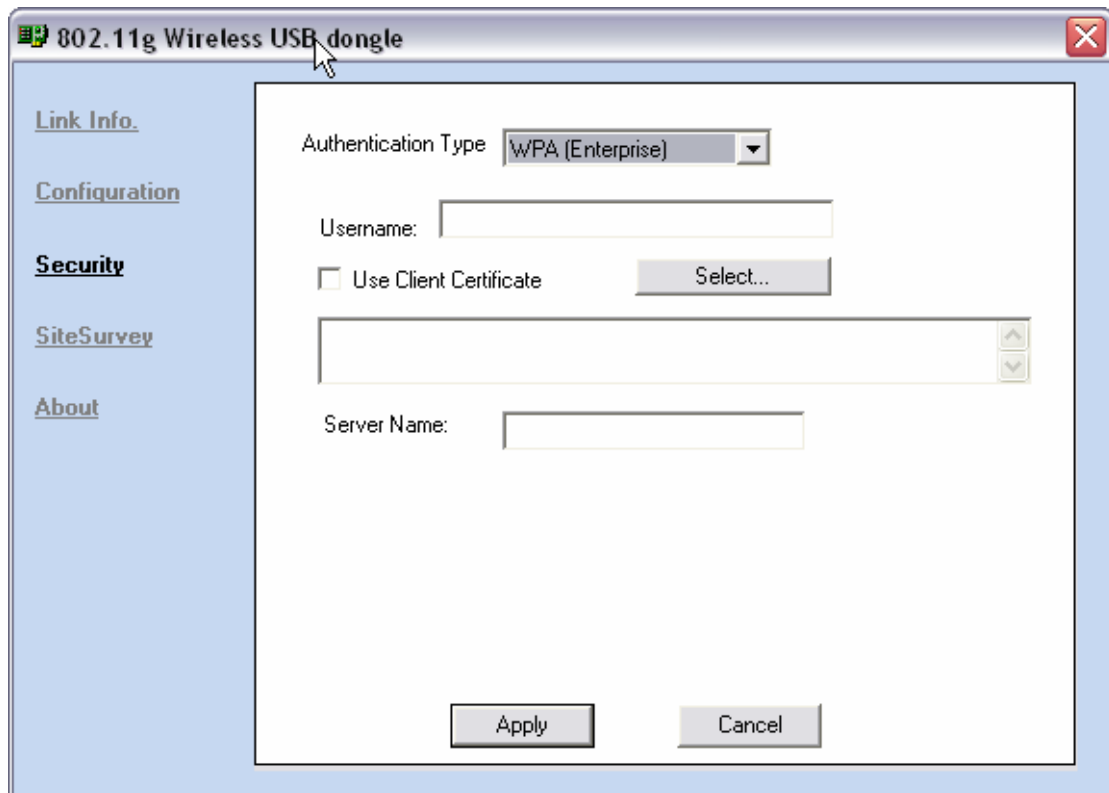 802.11g Wireless USB dongle
Link Info.
Configuration
Security
SiteSurvey
About
Authentication Type WPA (Enterprise)
Username:
Use Client Certificate Select...
Server Name:
Apply Cancel